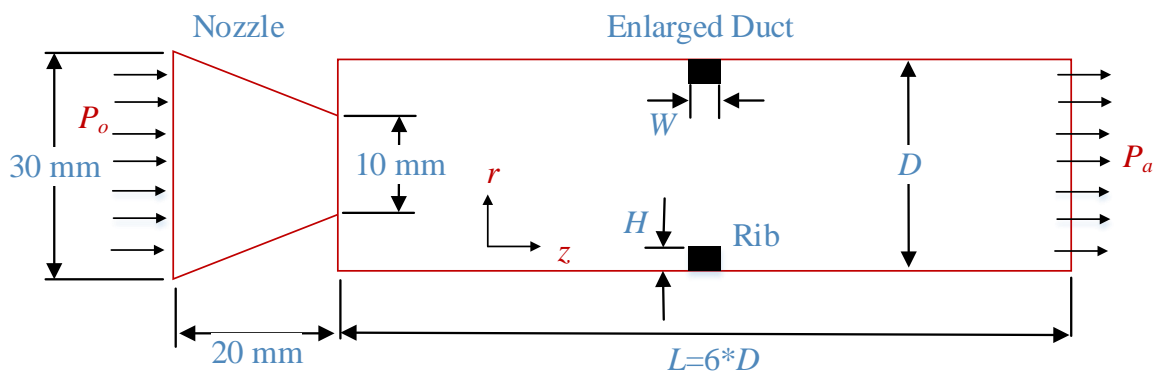 Nozzle
Enlarged Duct
Pₒ
W
30 mm
10 mm
D
Pₐ
r
H
Rib
z
20 mm
L=6*D